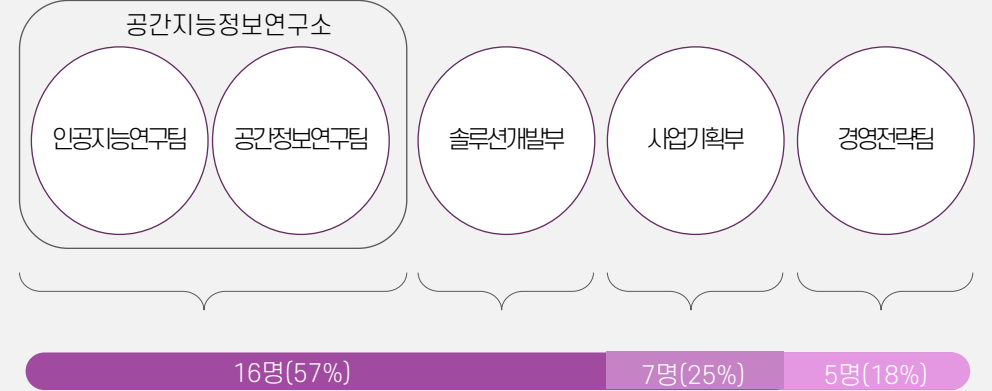 공간지능정보연구소
인공지능연구팀
공간정보연구팀
솔루션개발부
사업기획부
경영전략팀
16명(57%)
7명(25%)
5명(18%)